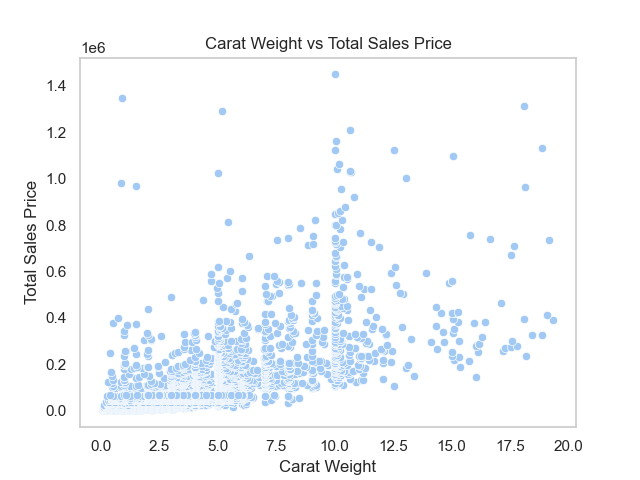 Carat Weight vs Total Sales Price
1e6
1.4
1.2
1.0
0.8
0.6
0.4
0.2
0.0
Total Sales Price
0.0 2.5 5.0 7.5 10.0 12.5 15.0 17.5 20.0
Carat Weight